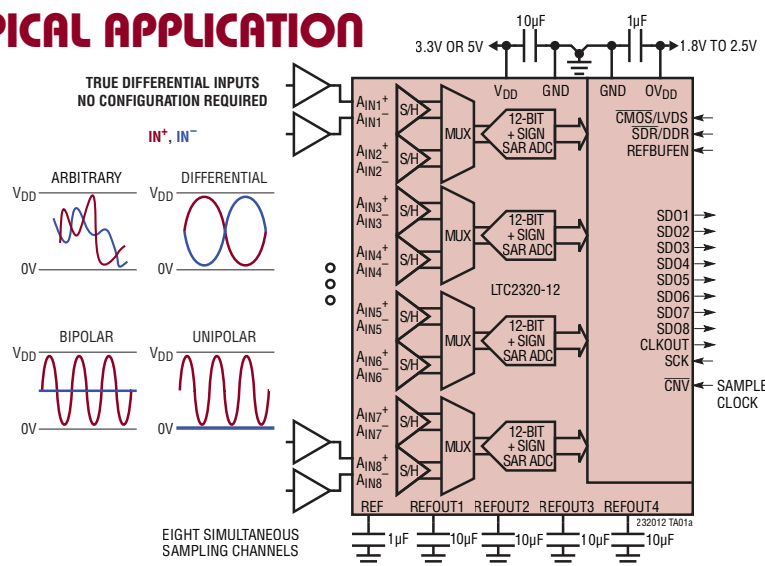 PICAL APPLICATION
TRUE DIFFERENTIAL INPUTS
NO CONFIGURATION REQUIRED
IN+, IN−
ARBITRARY
DIFFERENTIAL
VDD
0V
VDD
0V
BIPOLAR
UNIPOLAR
VDD
0V
VDD
0V
EIGHT SIMULTANEOUS
SAMPLING CHANNELS
3.3V OR 5V
10µF
1µF
1.8V TO 2.5V
VDD
GND
GND
OVDD
AIN1+
AIN1−
S/H
AIN2+
AIN2−
S/H
MUX
12-BIT
+ SIGN
SAR ADC
AIN3+
AIN3−
S/H
AIN4+
AIN4−
S/H
MUX
12-BIT
+ SIGN
SAR ADC
LTC2320-12
AIN5+
AIN5−
S/H
AIN6+
AIN6−
S/H
MUX
12-BIT
+ SIGN
SAR ADC
AIN7+
AIN7−
S/H
AIN8+
AIN8−
S/H
MUX
12-BIT
+ SIGN
SAR ADC
CMOS/LVDS
SDR/DDR
REFBUFEN
SDO1
SDO2
SDO3
SDO4
SDO5
SDO6
SDO7
SDO8
CLKOUT
SCK
CNV
SAMPLE
CLOCK
REF
REFOUT1
REFOUT2
REFOUT3
REFOUT4
232012 TA01a
1µF
10µF
10µF
10µF
10µF